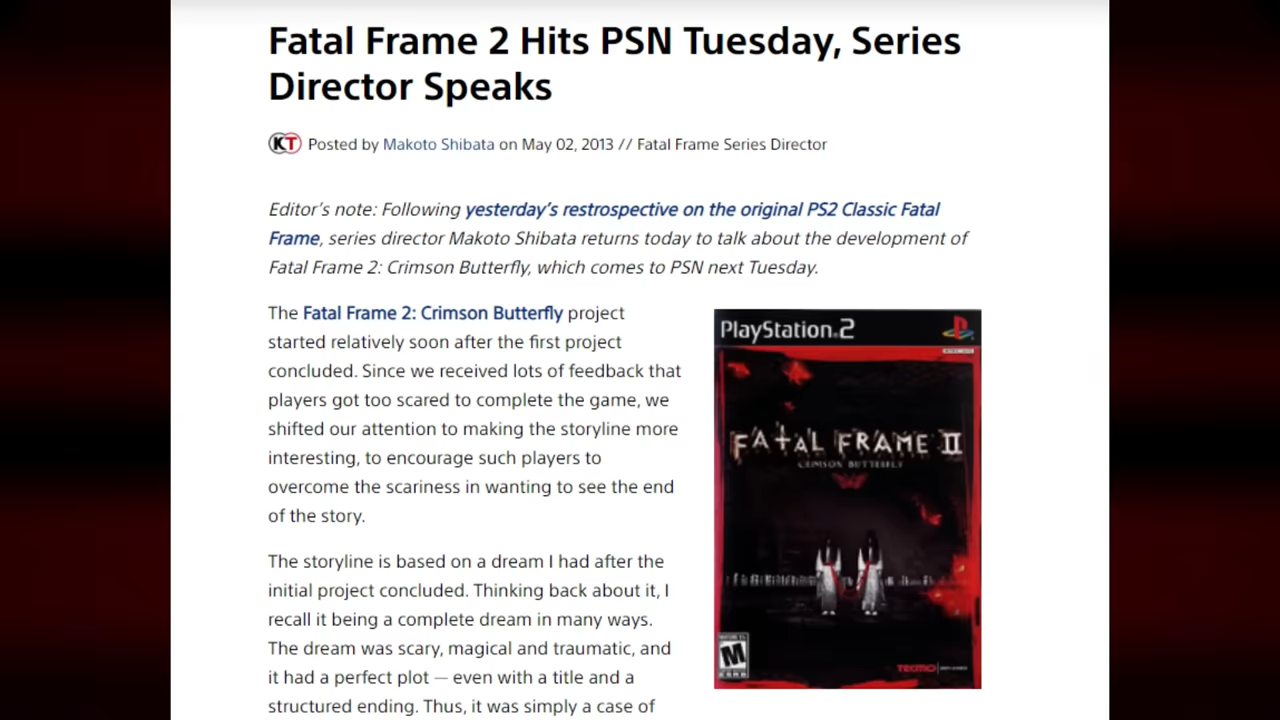 Fatal Frame 2 Hits PSN Tuesday, Series
Director Speaks
KT Posted by Makoto Shibata on May 02, 2013 // Fatal Frame Series Director
Editor's note: Following yesterday's restrospective on the original PS2 Classic Fatal
Frame, series director Makoto Shibata returns today to talk about the development of
Fatal Frame 2: Crimson Butterfly, which comes to PSN next Tuesday.
The Fatal Frame 2: Crimson Butterfly project
started relatively soon after the first project
concluded. Since we received lots of feedback that
players got too scared to complete the game, we
shifted our attention to making the storyline more
interesting, to encourage such players to
overcome the scariness in wanting to see the end
of the story.
The storyline is based on a dream I had after the
initial project concluded. Thinking back about it, I
recall it being a complete dream in many ways.
The dream was scary, magical and traumatic, and
it had a perfect plot — even with a title and a
structured ending. Thus, it was simply a case of
PlayStation.2
FATAL FRAME II
CRIMSON BUTTERFLY
M
ESRB
TECMO